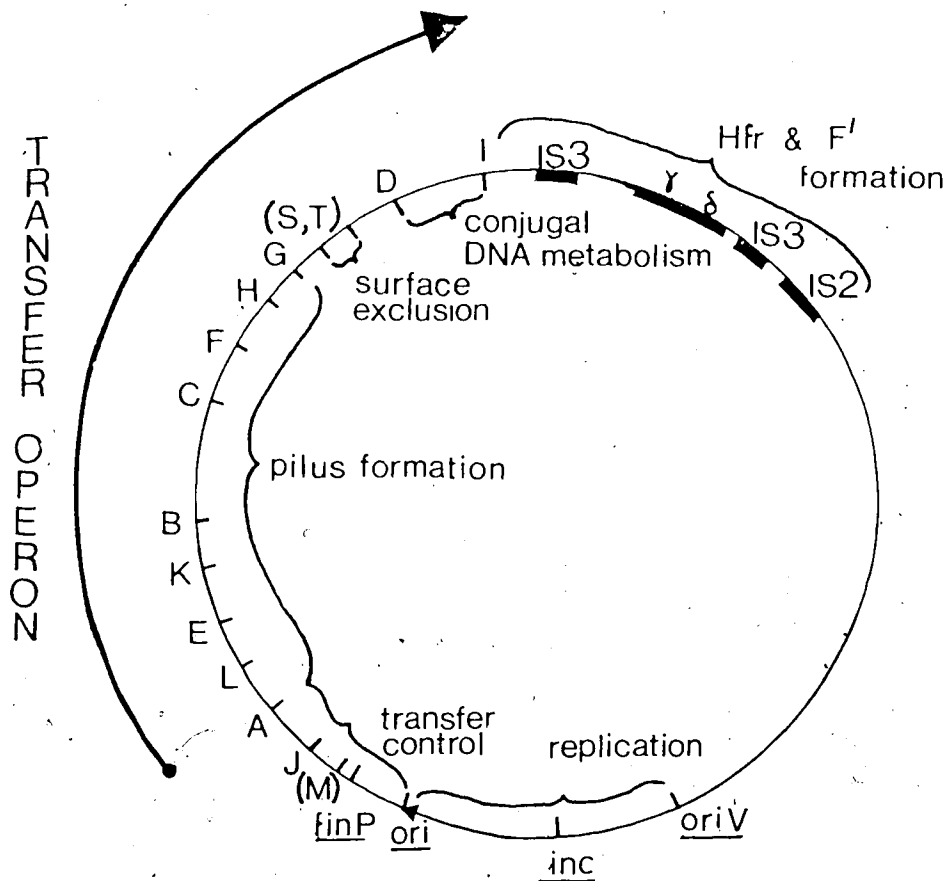 TRANSFER OPERON
Hfr & F'
formation
I
IS3
γ
δ
IS3
IS2
D
(S,T)
G
H
F
C
B
K
E
L
A
J
(M)
finP
ori
inc
oriV
conjugal
DNA metabolism
surface
exclusion
pilus formation
transfer
control
replication